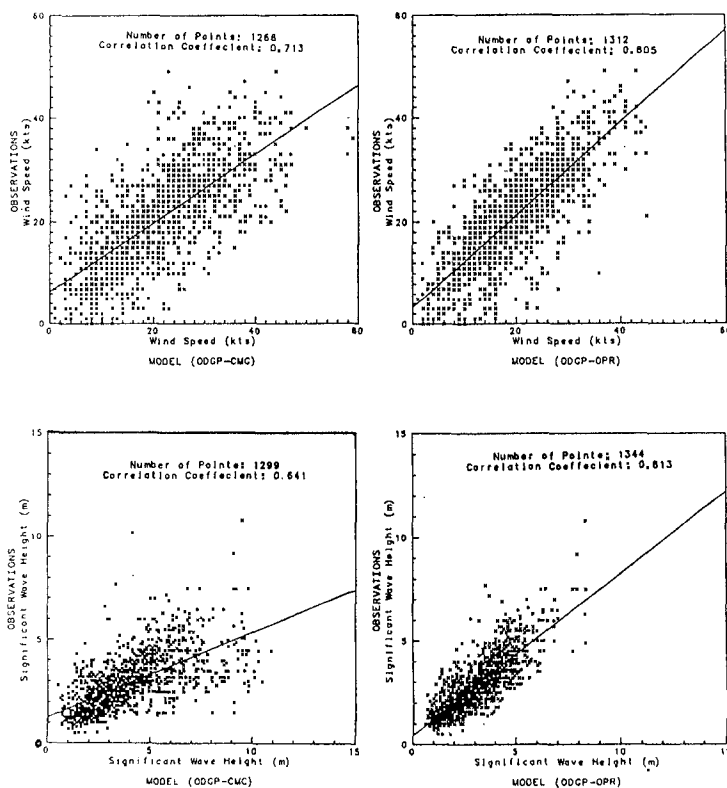 60
Number of Points: 1268
Correlation Coeffecient: 0.713
40
OBSERVATIONS
Wind Speed (kts)
20
0
0 20 40 60
Wind Speed (kts)
MODEL (ODGP-CMC)
60
Number of Points: 1312
Correlation Coeffecient: 0.805
40
OBSERVATIONS
Wind Speed (kts)
20
0
0 20 40 60
Wind Speed (kts)
MODEL (ODGP-OPR)
15
Number of Points: 1299
Correlation Coeffecient: 0.641
10
OBSERVATIONS
Significant Wave Height (m)
5
0
0 5 10 15
Significant Wave Height (m)
MODEL (ODGP-CMC)
15
Number of Points: 1344
Correlation Coeffecient: 0.813
10
OBSERVATIONS
Significant Wave Height (m)
5
0
0 5 10 15
Significant Wave Height (m)
MODEL (ODGP-OPR)